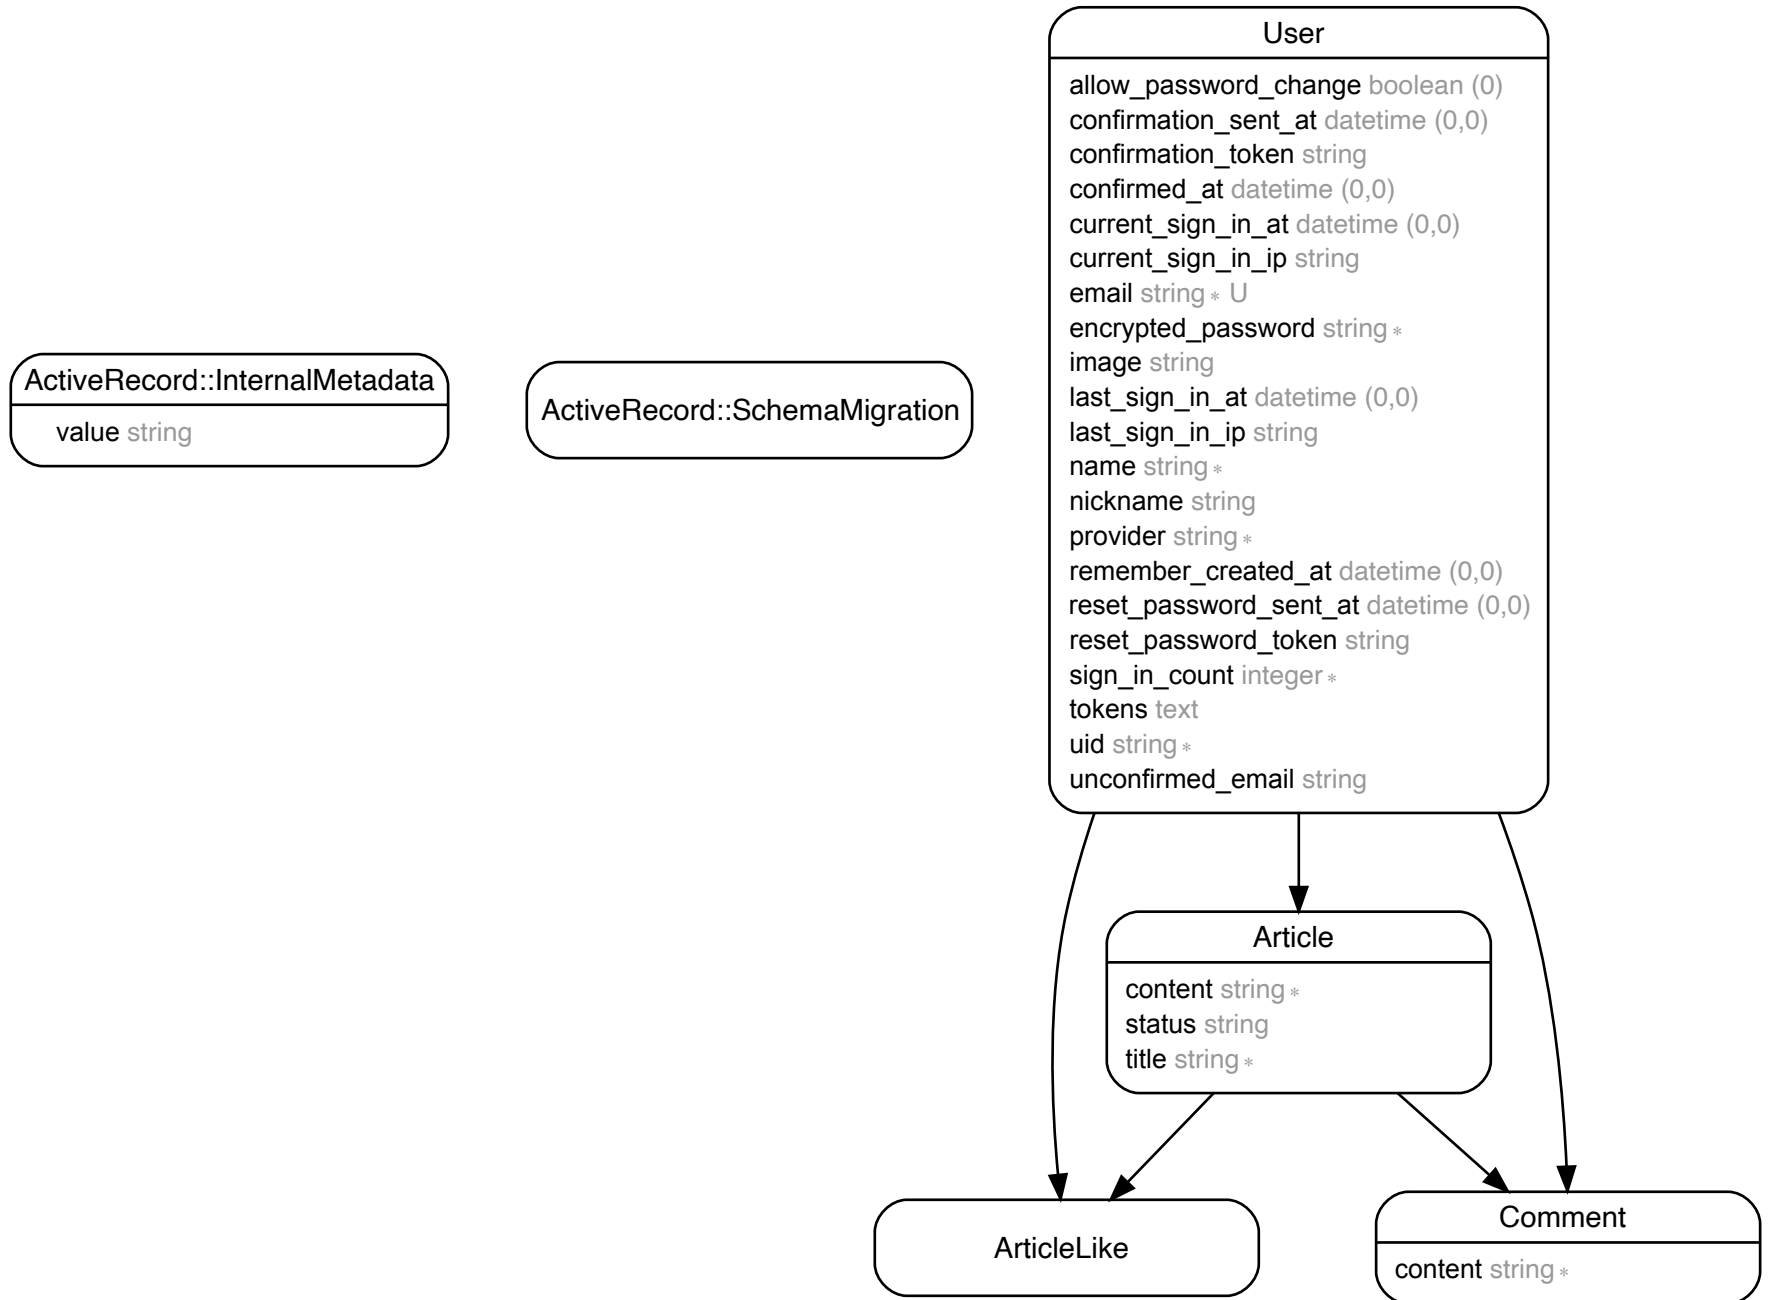 User
allow_password_change boolean (0)
confirmation_sent_at datetime (0,0)
confirmation_token string
confirmed_at datetime (0,0)
current_sign_in_at datetime (0,0)
current_sign_in_ip string
email string * U
encrypted_password string *
image string
last_sign_in_at datetime (0,0)
last_sign_in_ip string
name string *
nickname string
provider string *
remember_created_at datetime (0,0)
reset_password_sent_at datetime (0,0)
reset_password_token string
sign_in_count integer *
tokens text
uid string *
unconfirmed_email string
ActiveRecord::InternalMetadata
value string
ActiveRecord::SchemaMigration
Article
content string *
status string
title string *
ArticleLike
Comment
content string *